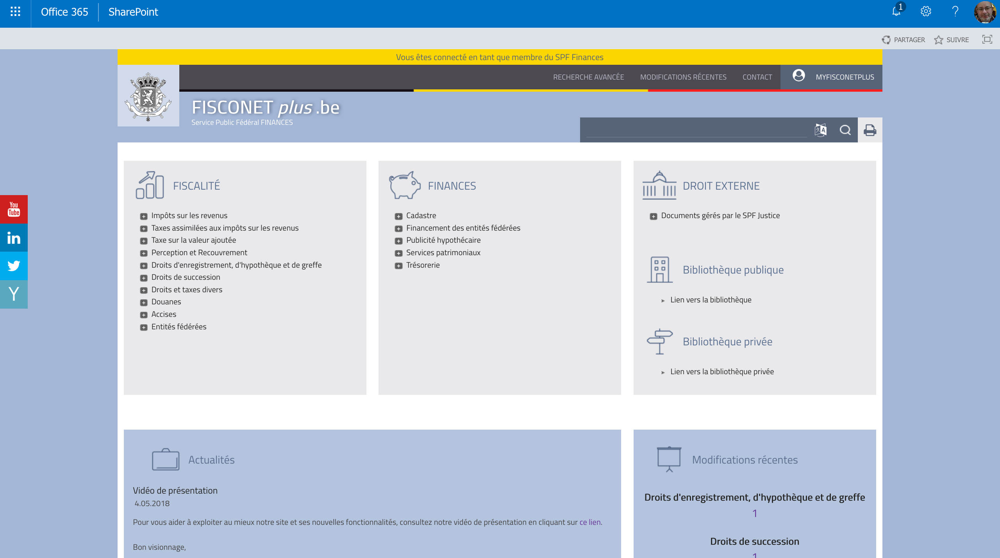 Office 365
SharePoint
1
PARTAGER
SUIVRE
Vous êtes connecté en tant que membre du SPF Finances
RECHERCHE AVANCÉE
MODIFICATIONS RÉCENTES
CONTACT
MYFISCONETPLUS
FISCONET plus .be
Service Public Fédéral FINANCES
You
Tube
in
Y
FISCALITÉ
Impôts sur les revenus
Taxes assimilées aux impôts sur les revenus
Taxe sur la valeur ajoutée
Perception et Recouvrement
Droits d'enregistrement, d'hypothèque et de greffe
Droits de succession
Droits et taxes divers
Douanes
Accises
Entités fédérées
FINANCES
Cadastre
Financement des entités fédérées
Publicité hypothécaire
Services patrimoniaux
Trésorerie
DROIT EXTERNE
Documents gérés par le SPF Justice
Bibliothèque publique
Lien vers la bibliothèque
Bibliothèque privée
Lien vers la bibliothèque privée
Actualités
Vidéo de présentation
4.05.2018
Pour vous aider à exploiter au mieux notre site et ses nouvelles fonctionnalités, consultez notre vidéo de présentation en cliquant sur ce lien.
Bon visionnage,
Modifications récentes
Droits d'enregistrement, d'hypothèque et de greffe
1
Droits de succession
1